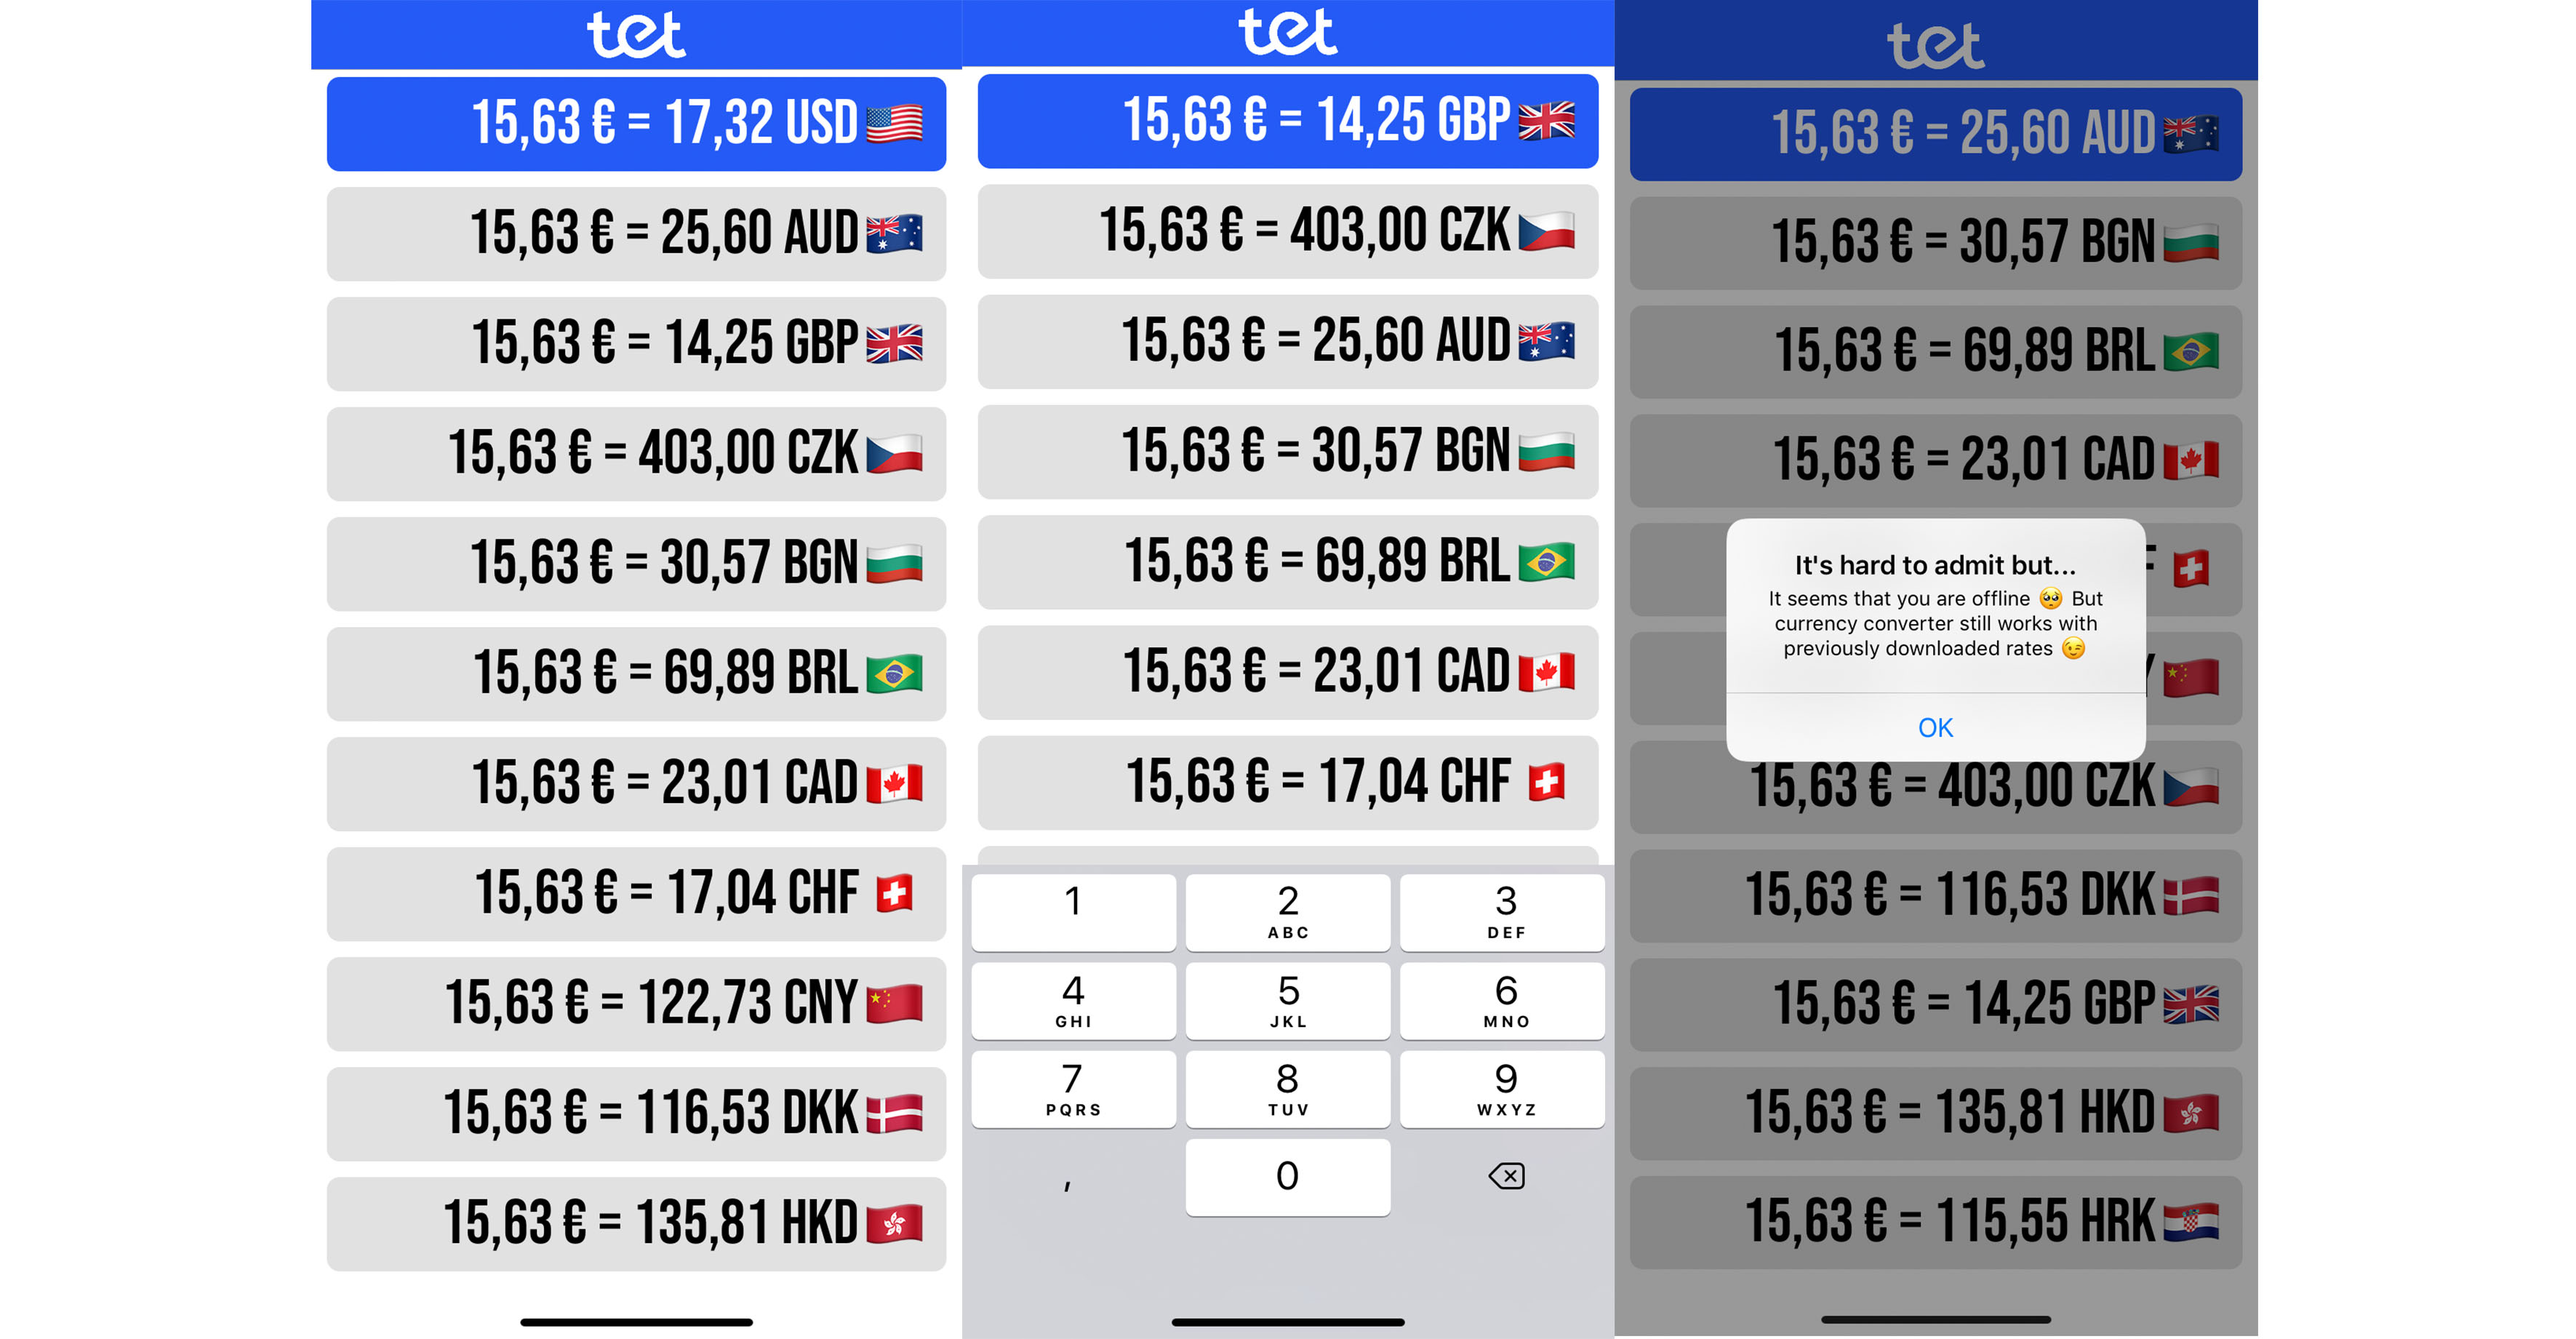 tet
15,63 € = 17,32 USD
15,63 € = 25,60 AUD
15,63 € = 14,25 GBP
15,63 € = 403,00 CZK
15,63 € = 30,57 BGN
15,63 € = 69,89 BRL
15,63 € = 23,01 CAD
15,63 € = 17,04 CHF
15,63 € = 122,73 CNY
15,63 € = 116,53 DKK
15,63 € = 135,81 HKD
tet
15,63 € = 14,25 GBP
15,63 € = 403,00 CZK
15,63 € = 25,60 AUD
15,63 € = 30,57 BGN
15,63 € = 69,89 BRL
15,63 € = 23,01 CAD
15,63 € = 17,04 CHF
1 2 3
ABC DEF
4 5 6
GHI JKL MNO
7 8 9
PQRS TUV WXYZ
, 0
tet
15,63 € = 25,60 AUD
15,63 € = 30,57 BGN
15,63 € = 69,89 BRL
15,63 € = 23,01 CAD
It's hard to admit but...
It seems that you are offline 🥺 But
currency converter still works with
previously downloaded rates 😉
OK
15,63 € = 403,00 CZK
15,63 € = 116,53 DKK
15,63 € = 14,25 GBP
15,63 € = 135,81 HKD
15,63 € = 115,55 HRK